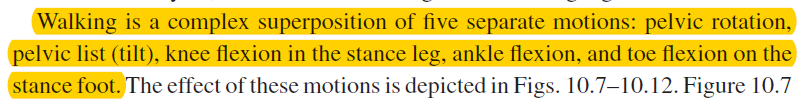 Walking is a complex superposition of five separate motions: pelvic rotation,
pelvic list (tilt), knee flexion in the stance leg, ankle flexion, and toe flexion on the
stance foot. The effect of these motions is depicted in Figs. 10.7–10.12. Figure 10.7